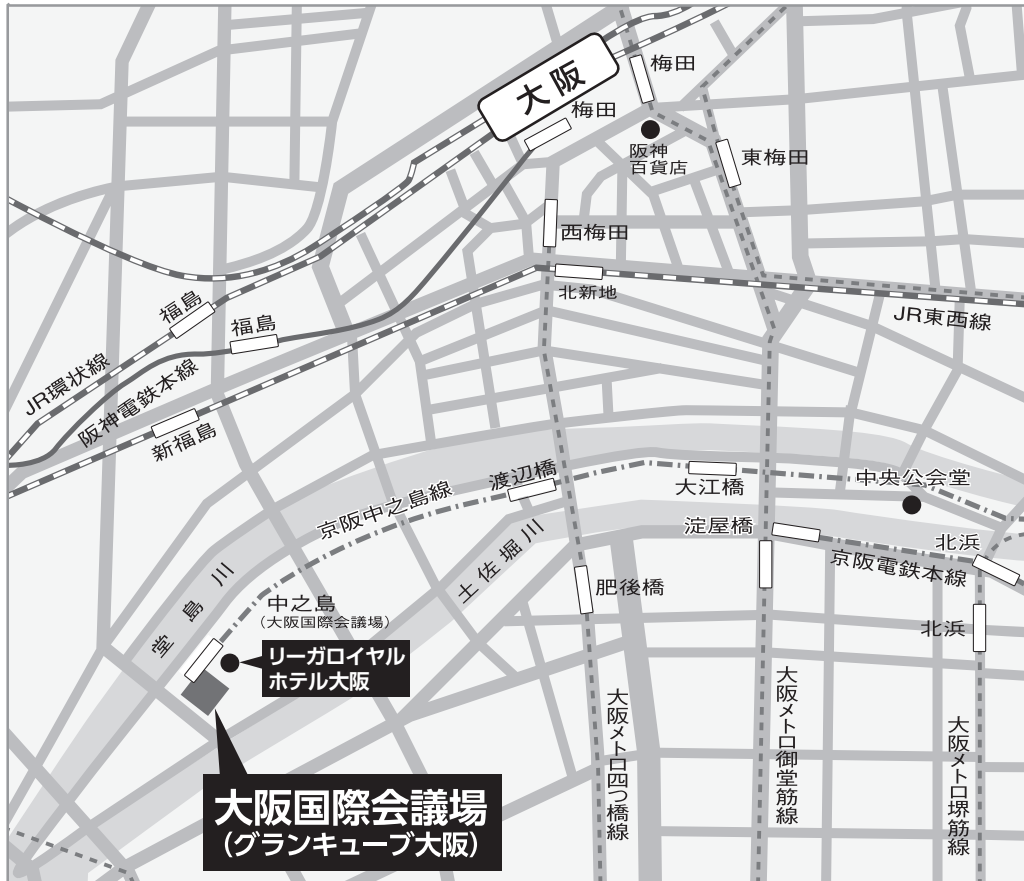 大阪
梅田
梅田
阪神
百貨店
東梅田
西梅田
北新地
JR東西線
福島
福島
JR環状線
阪神電鉄本線
新福島
渡辺橋
京阪中之島線
大江橋
中央公会堂
淀屋橋
北浜
京阪電鉄本線
土佐堀川
堂島川
肥後橋
中之島
(大阪国際会議場)
北浜
リーガロイヤル
ホテル大阪
大阪メトロ四つ橋線
大阪メトロ御堂筋線
大阪メトロ堺筋線
大阪国際会議場
(グランキューブ大阪)